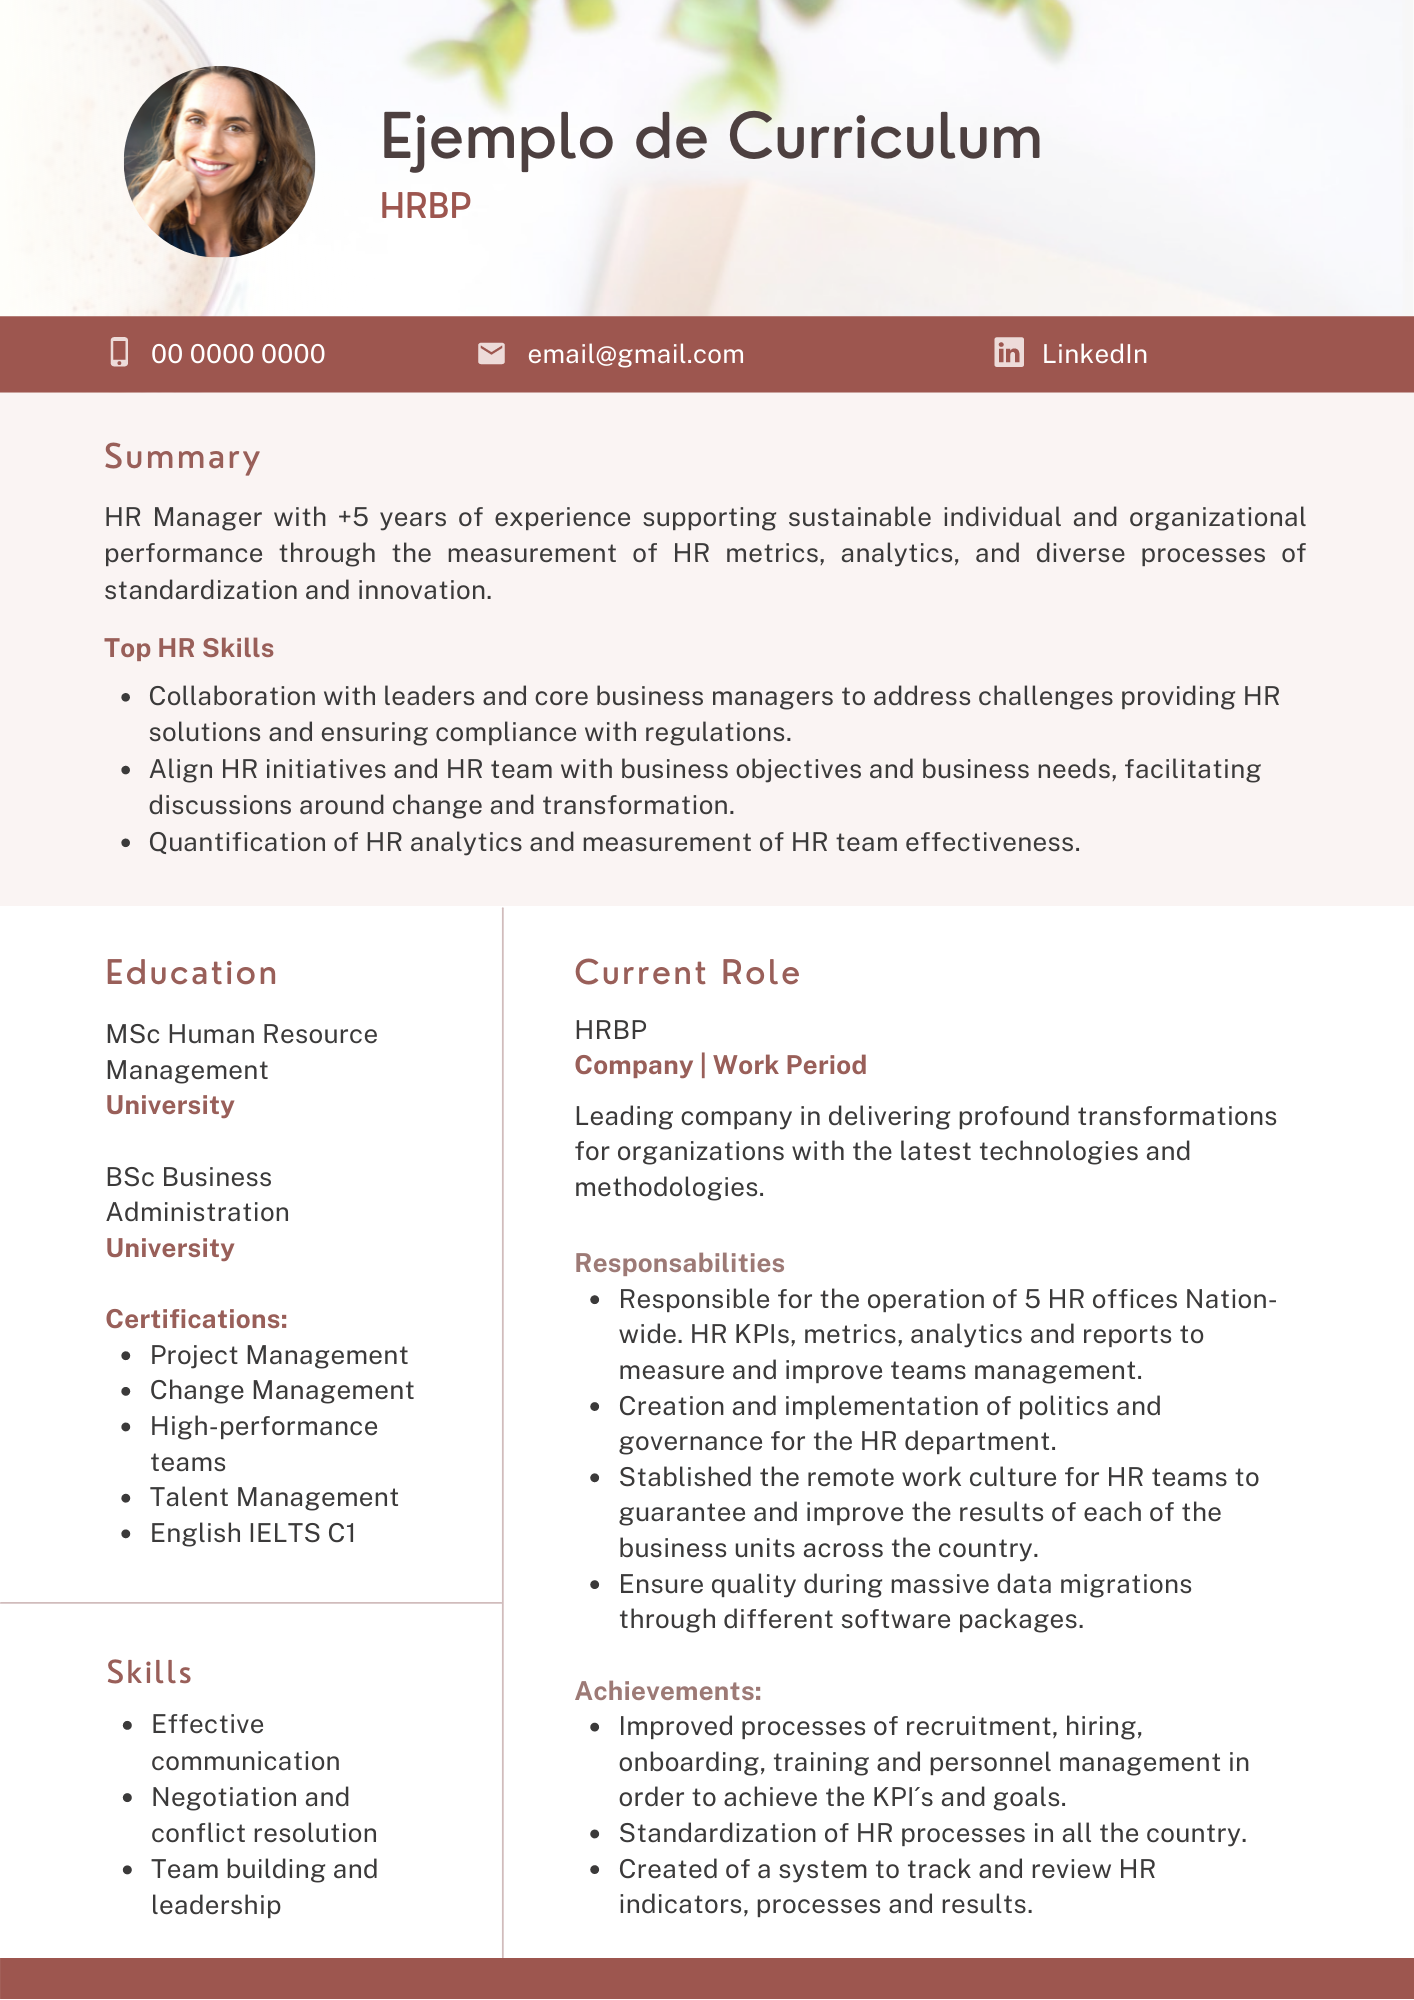 Ejemplo de Curriculum
HRBP
00 0000 0000
email@gmail.com
LinkedIn
Summary
HR Manager with +5 years of experience supporting sustainable individual and organizational
performance through the measurement of HR metrics, analytics, and diverse processes of
standardization and innovation.
Top HR Skills
• Collaboration with leaders and core business managers to address challenges providing HR
solutions and ensuring compliance with regulations.
• Align HR initiatives and HR team with business objectives and business needs, facilitating
discussions around change and transformation.
• Quantification of HR analytics and measurement of HR team effectiveness.
Education
MSc Human Resource
Management
University
BSc Business
Administration
University
Certifications:
• Project Management
• Change Management
• High-performance
teams
• Talent Management
• English IELTS C1
Skills
• Effective
communication
• Negotiation and
conflict resolution
• Team building and
leadership
Current Role
HRBP
Company | Work Period
Leading company in delivering profound transformations
for organizations with the latest technologies and
methodologies.
Responsabilities
• Responsible for the operation of 5 HR offices Nation-
wide. HR KPIs, metrics, analytics and reports to
measure and improve teams management.
• Creation and implementation of politics and
governance for the HR department.
• Stablished the remote work culture for HR teams to
guarantee and improve the results of each of the
business units across the country.
• Ensure quality during massive data migrations
through different software packages.
Achievements:
• Improved processes of recruitment, hiring,
onboarding, training and personnel management in
order to achieve the KPI´s and goals.
• Standardization of HR processes in all the country.
• Created of a system to track and review HR
indicators, processes and results.